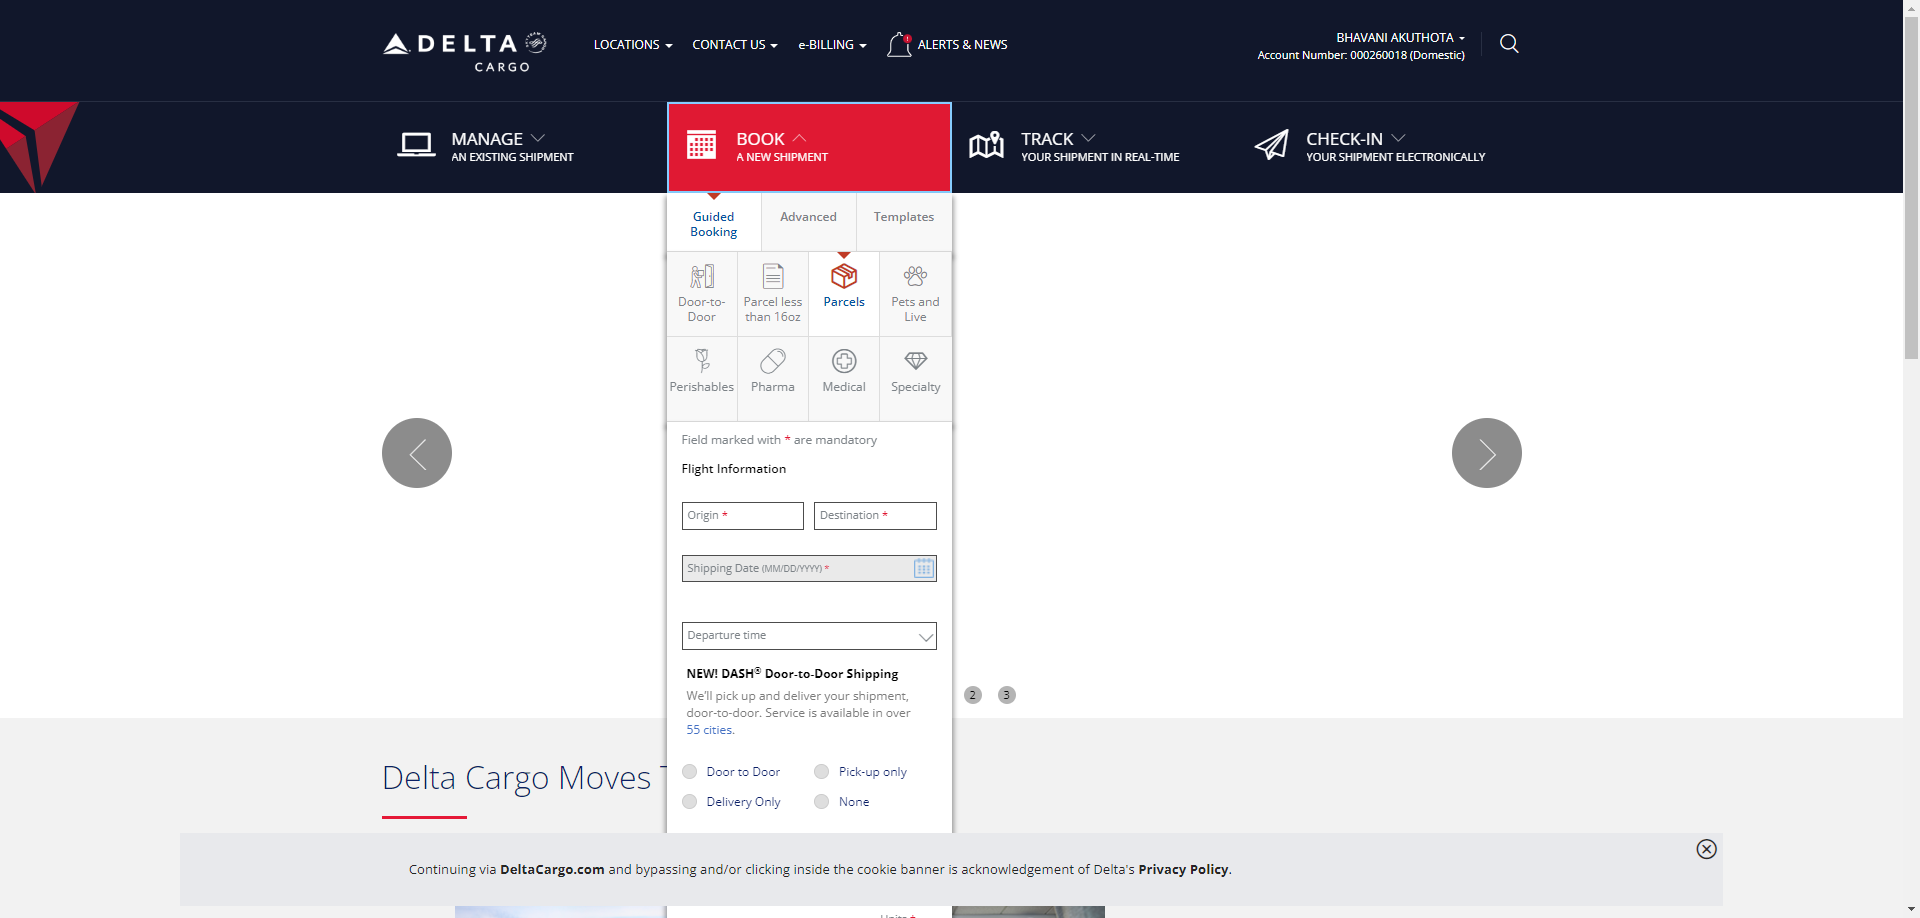 DELTA
CARGO
LOCATIONS
CONTACT US
e-BILLING
!
ALERTS & NEWS
BHAVANI AKUTHOTA
Account Number: 000260018 (Domestic)
MANAGE
AN EXISTING SHIPMENT
BOOK
A NEW SHIPMENT
TRACK
YOUR SHIPMENT IN REAL-TIME
CHECK-IN
YOUR SHIPMENT ELECTRONICALLY
Guided
Booking
Advanced
Templates
Door-to-
Door
Parcel less
than 16oz
Parcels
Pets and
Live
Perishables
Pharma
Medical
Specialty
Field marked with * are mandatory
Flight Information
Origin *
Destination *
Shipping Date (MM/DD/YYYY) *
Departure time
NEW! DASH® Door-to-Door Shipping
We'll pick up and deliver your shipment,
door-to-door. Service is available in over
55 cities.
2
3
Door to Door
Pick-up only
Delivery Only
None
Delta Cargo Moves
Continuing via DeltaCargo.com and bypassing and/or clicking inside the cookie banner is acknowledgement of Delta's Privacy Policy.